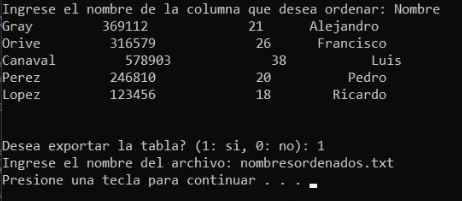 Ingrese el nombre de la columna que desea ordenar: Nombre
Gray 369112 21 Alejandro
Orive 316579 26 Francisco
Canaval 578903 38 Luis
Perez 246810 20 Pedro
Lopez 123456 18 Ricardo
Desea exportar la tabla? (1: si, 0: no): 1
Ingrese el nombre del archivo: nombresordenados.txt
Presione una tecla para continuar . . .